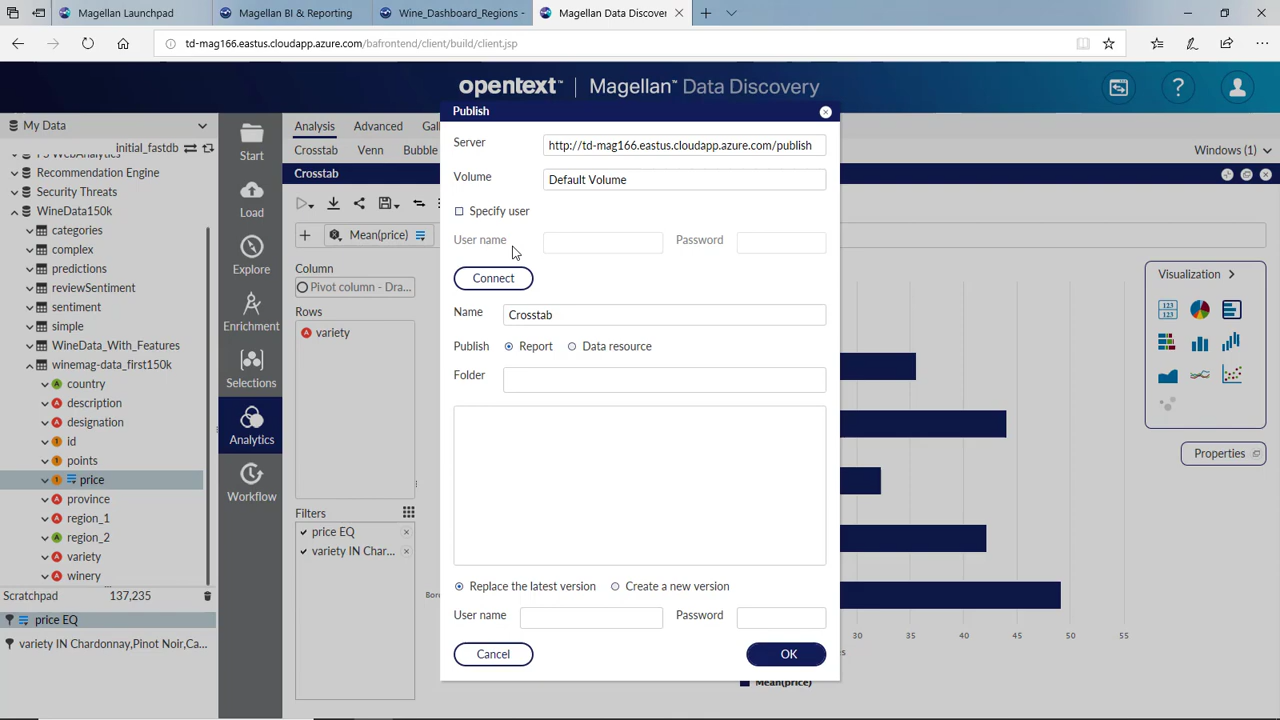 Magellan Launchpad
Magellan BI & Reporting
Wine_Dashboard_Regions -
Magellan Data Discover
td-mag166.eastus.cloudapp.azure.com/bafrontend/client/build/client.jsp
opentext™ | Magellan™ Data Discovery
My Data
initial_fastdb
FS WebAnalytics
Recommendation Engine
Security Threats
WineData150k
categories
complex
predictions
reviewSentiment
sentiment
simple
WineData_With_Features
winemag-data_first150k
country
description
designation
id
points
price
province
region_1
region_2
variety
winery
Scratchpad 137,235
price EQ
variety IN Chardonnay,Pinot Noir,Ca...
Start
Load
Explore
Enrichment
Selections
Analytics
Workflow
Analysis Advanced Gal
Crosstab Venn Bubble
Windows (1)
Crosstab
Mean(price)
Column
Pivot column - Dra...
Rows
variety
Filters
price EQ
variety IN Char...
Publish
Server http://td-mag166.eastus.cloudapp.azure.com/publish
Volume Default Volume
Specify user
User name Password
Connect
Name Crosstab
Publish Report Data resource
Folder
Replace the latest version Create a new version
User name Password
Cancel OK
Visualization
123
123
Properties
30 35 40 45 50 55
Mean(price)